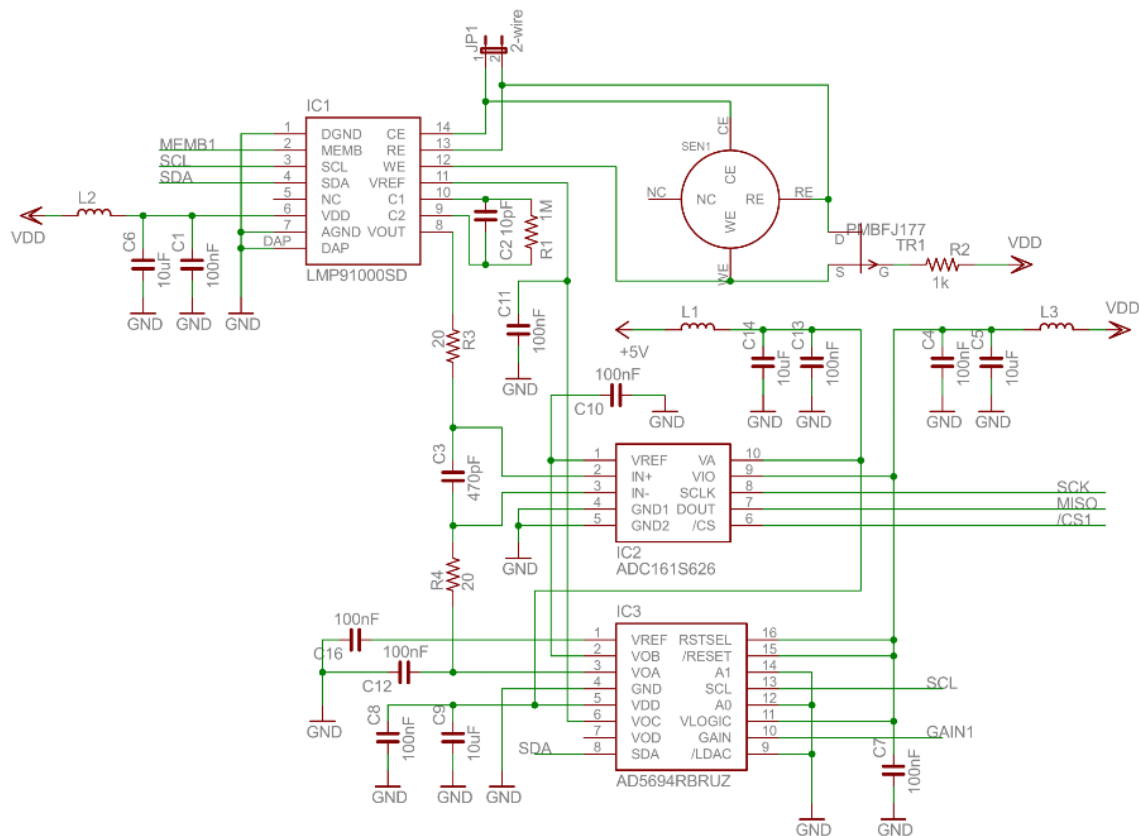 JP1
1
2
2-wire
IC1
1 DGND CE 14
MEMB1 2 MEMB RE 13
SCL 3 SCL WE 12
SDA 4 SDA VREF 11
5 NC C1 10
6 VDD C2 9
7 AGND VOUT 8
DAP DAP
LMP91000SD
L2
VDD
C6
10uF
C1
100nF
GND
GND
GND
C2 10pF
R1
1M
SEN1
CE
CE
NC
NC
RE
RE
WE
WE
D
S
G
PMBFJ177
TR1
R2
1k
VDD
20
R3
C11
100nF
GND
L1
+5V
C14
10uF
C13
100nF
GND
GND
L3
VDD
C4
100nF
C5
10uF
GND
GND
100nF
C10
GND
C3
470pF
1 VREF VA 10
2 IN+ VIO 9
3 IN- SCLK 8 SCK
4 GND1 DOUT 7 MISO
5 GND2 /CS 6 /CS1
GND
IC2
ADC161S626
R4
20
IC3
100nF
C16
100nF
C12
GND
1 VREF RSTSEL 16
2 VOB /RESET 15
3 VOA A1 14
4 GND SCL 13 SCL
5 VDD A0 12
6 VOC VLOGIC 11
7 VOD GAIN 10 GAIN1
SDA 8 SDA /LDAC 9
AD5694RBRUZ
C8
100nF
C9
10uF
GND
GND
GND
C7
100nF
GND
GND